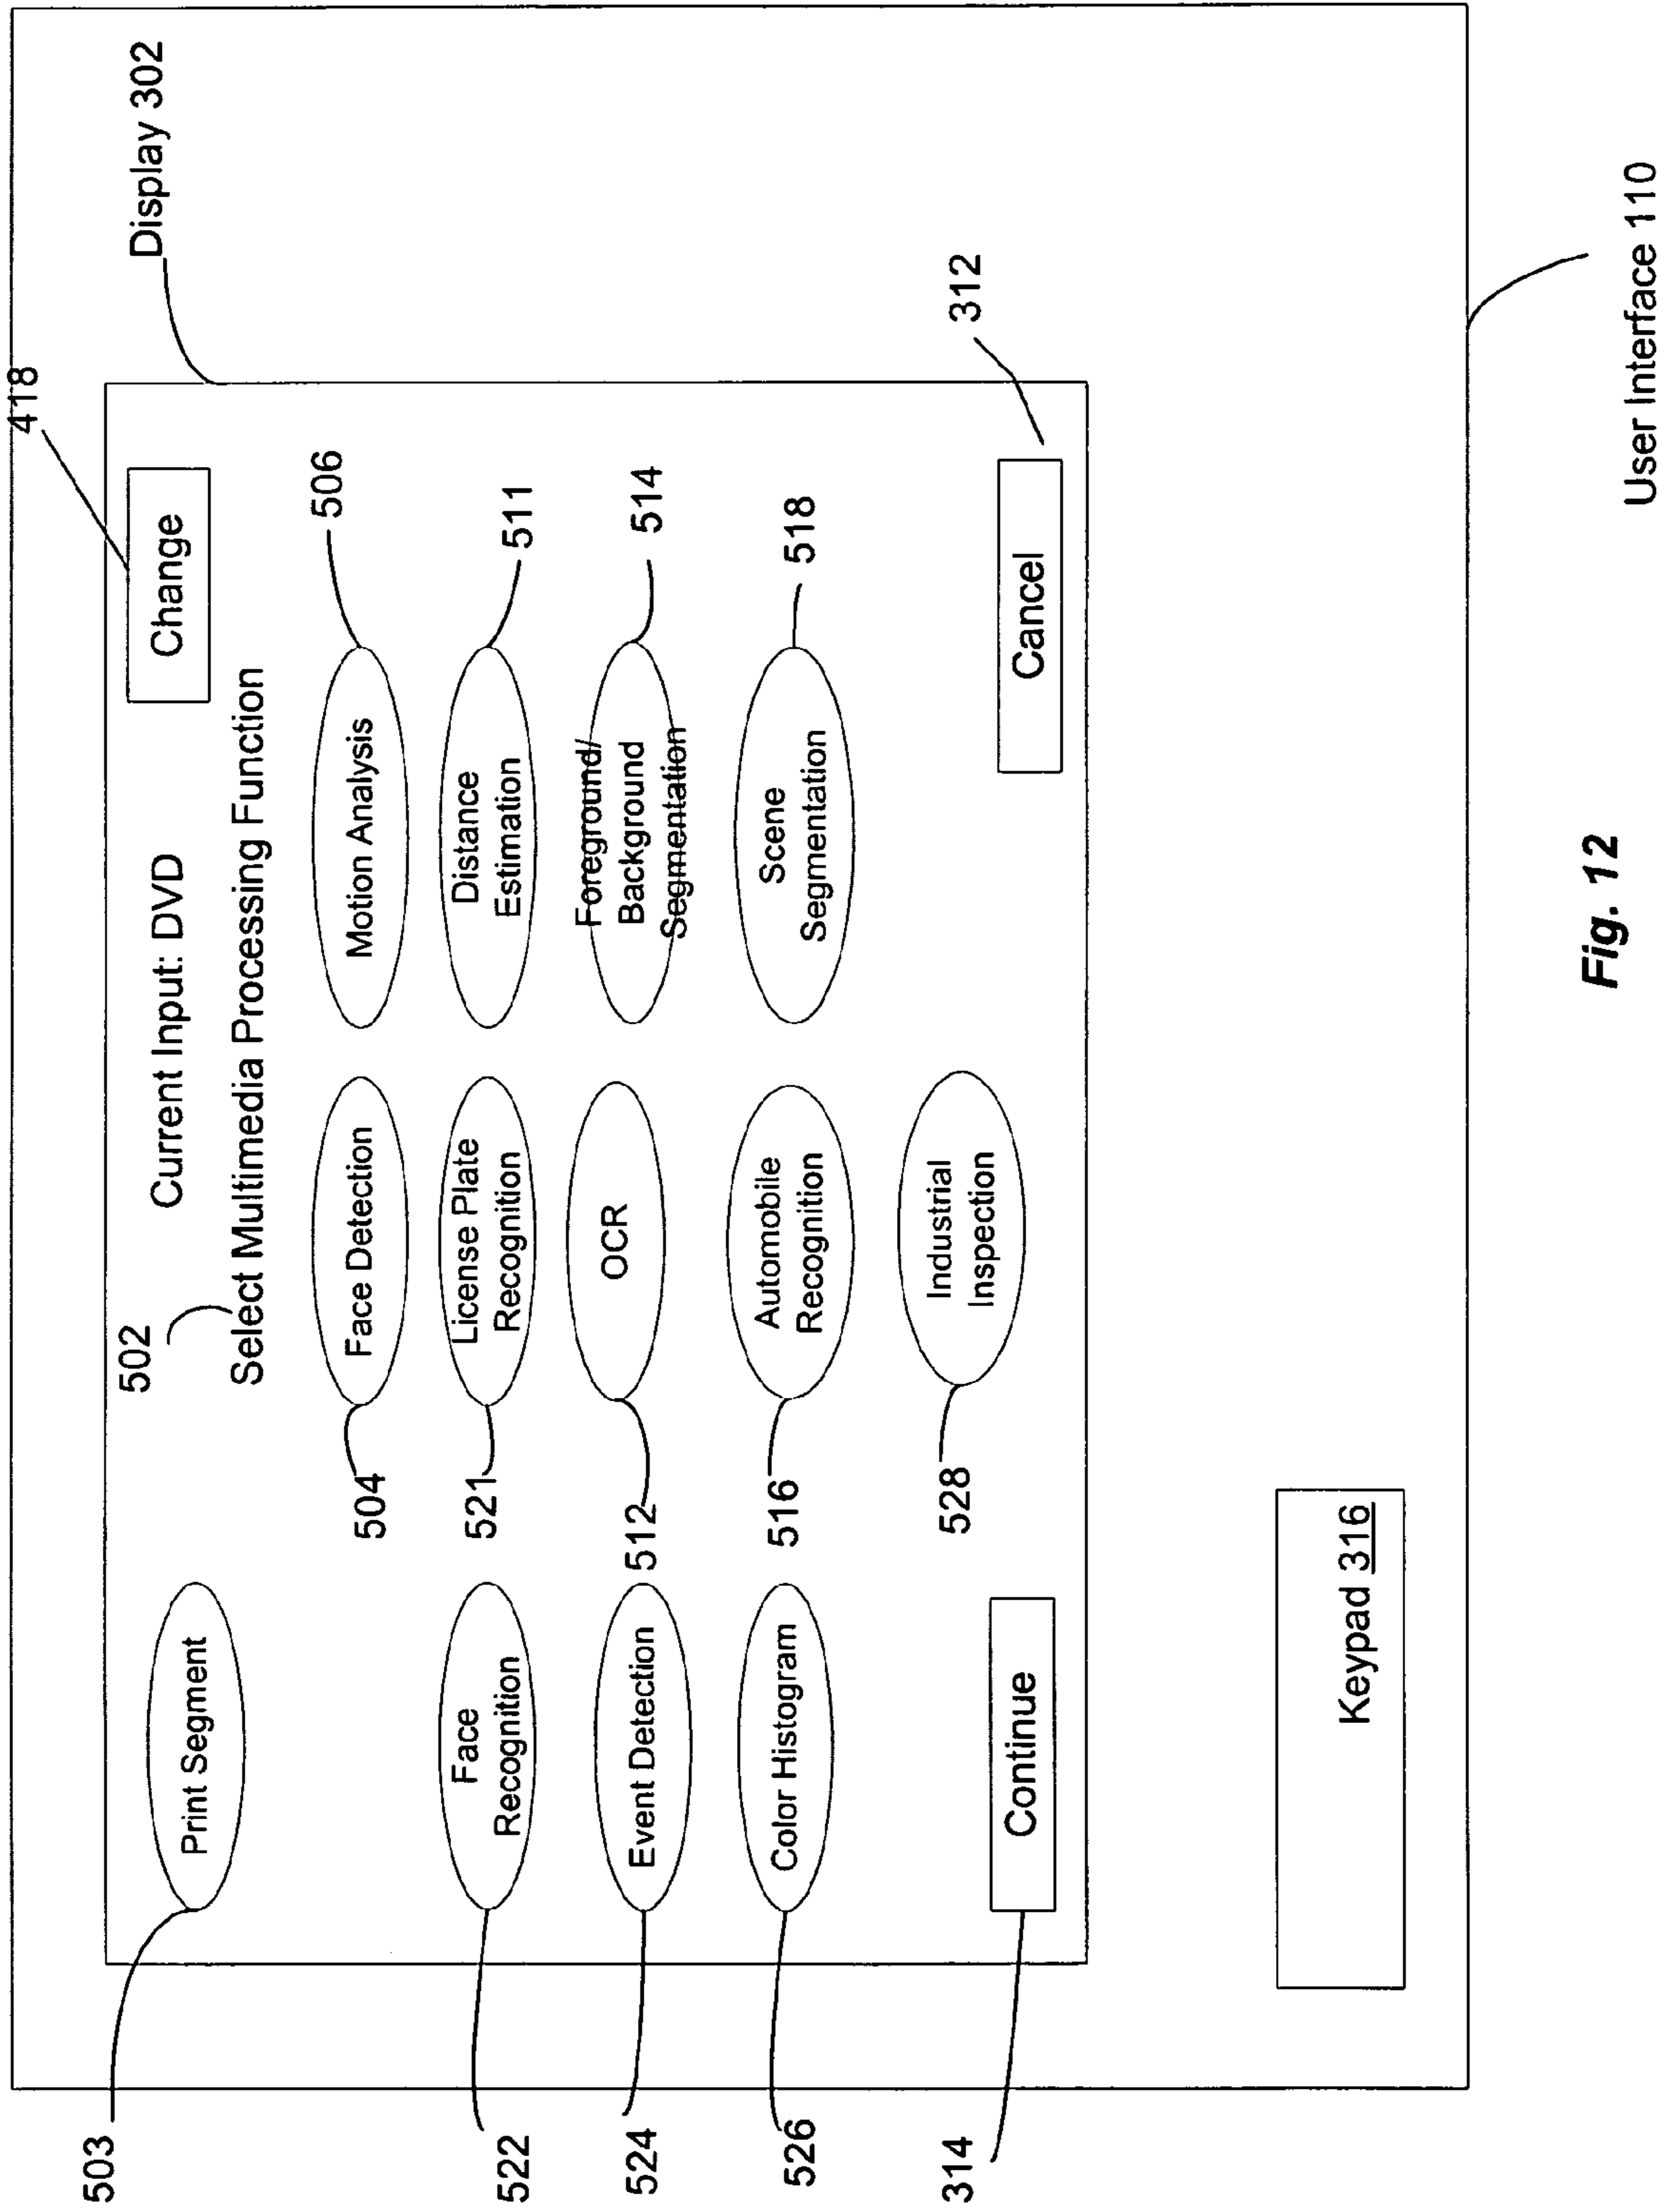 418
Display 302
Current Input: DVD
Change
502
Select Multimedia Processing Function
503
Print Segment
504
Face Detection
Motion Analysis
506
522
Face
Recognition
521
License Plate
Recognition
Distance
Estimation
511
524
Event Detection
512
OCR
Foreground/
Background
Segmentation
514
526
Color Histogram
516
Automobile
Recognition
Scene
Segmentation
518
528
Industrial
Inspection
314
Continue
Cancel
312
Keypad 316
User Interface 110
Fig. 12